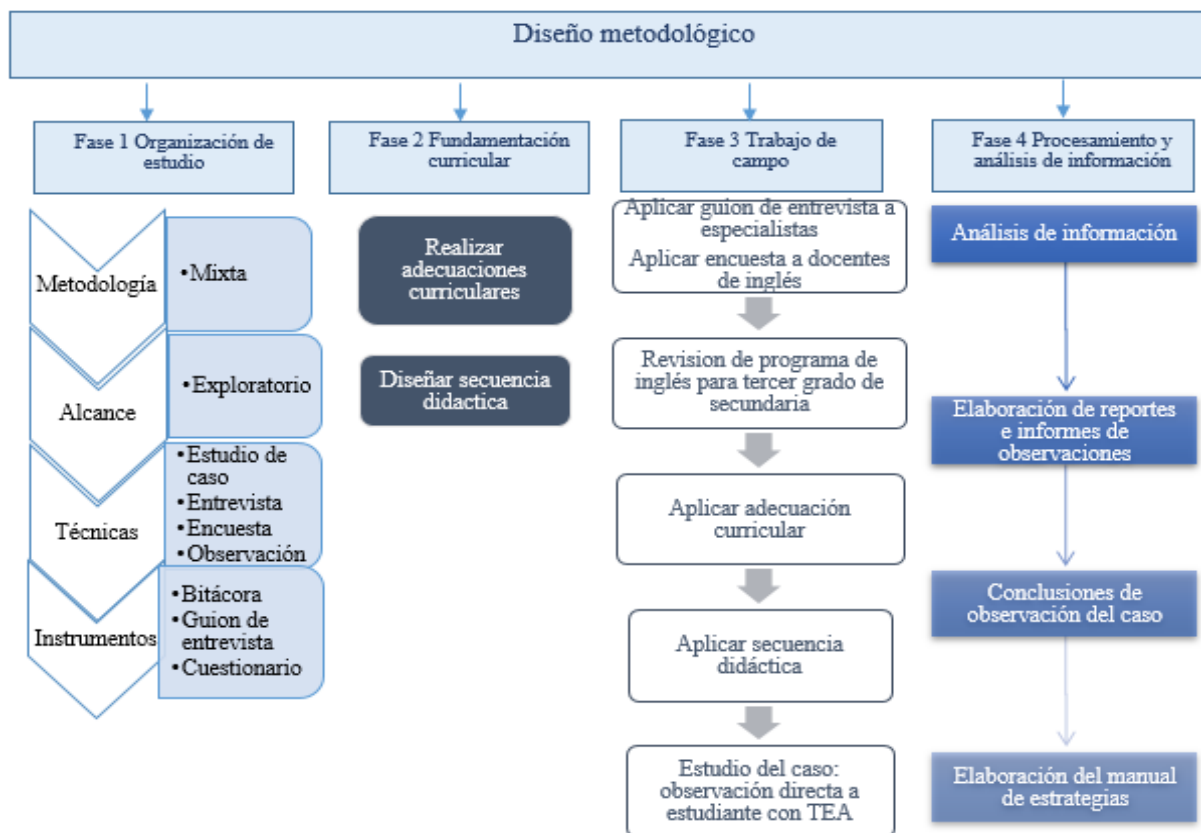 Diseño metodológico
Fase 1 Organización de
estudio
Metodología
•Mixta
Alcance
•Exploratorio
Técnicas
•Estudio de
caso
•Entrevista
•Encuesta
•Observación
Instrumentos
•Bitácora
•Guion de
entrevista
•Cuestionario
Fase 2 Fundamentación
curricular
Realizar
adecuaciones
curriculares
Diseñar secuencia
didactica
Fase 3 Trabajo de
campo
Aplicar guion de entrevista a
especialistas
Aplicar encuesta a docentes
de inglés
Revision de programa de
inglés para tercer grado de
secundaria
Aplicar adecuación
curricular
Aplicar secuencia
didáctica
Estudio del caso:
observación directa a
estudiante con TEA
Fase 4 Procesamiento y
análisis de información
Análisis de información
Elaboración de reportes
e informes de
observaciones
Conclusiones de
observación del caso
Elaboración del manual
de estrategias